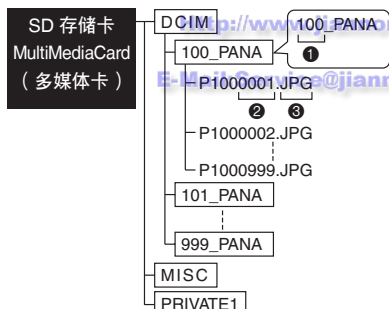 SD 存储卡
MultiMediaCard
（多媒体卡）
DCIM
100_PANA
100_PANA
❶
P1000001.JPG
❷ ❸
P1000002.JPG
P1000999.JPG
101_PANA
999_PANA
MISC
PRIVATE1